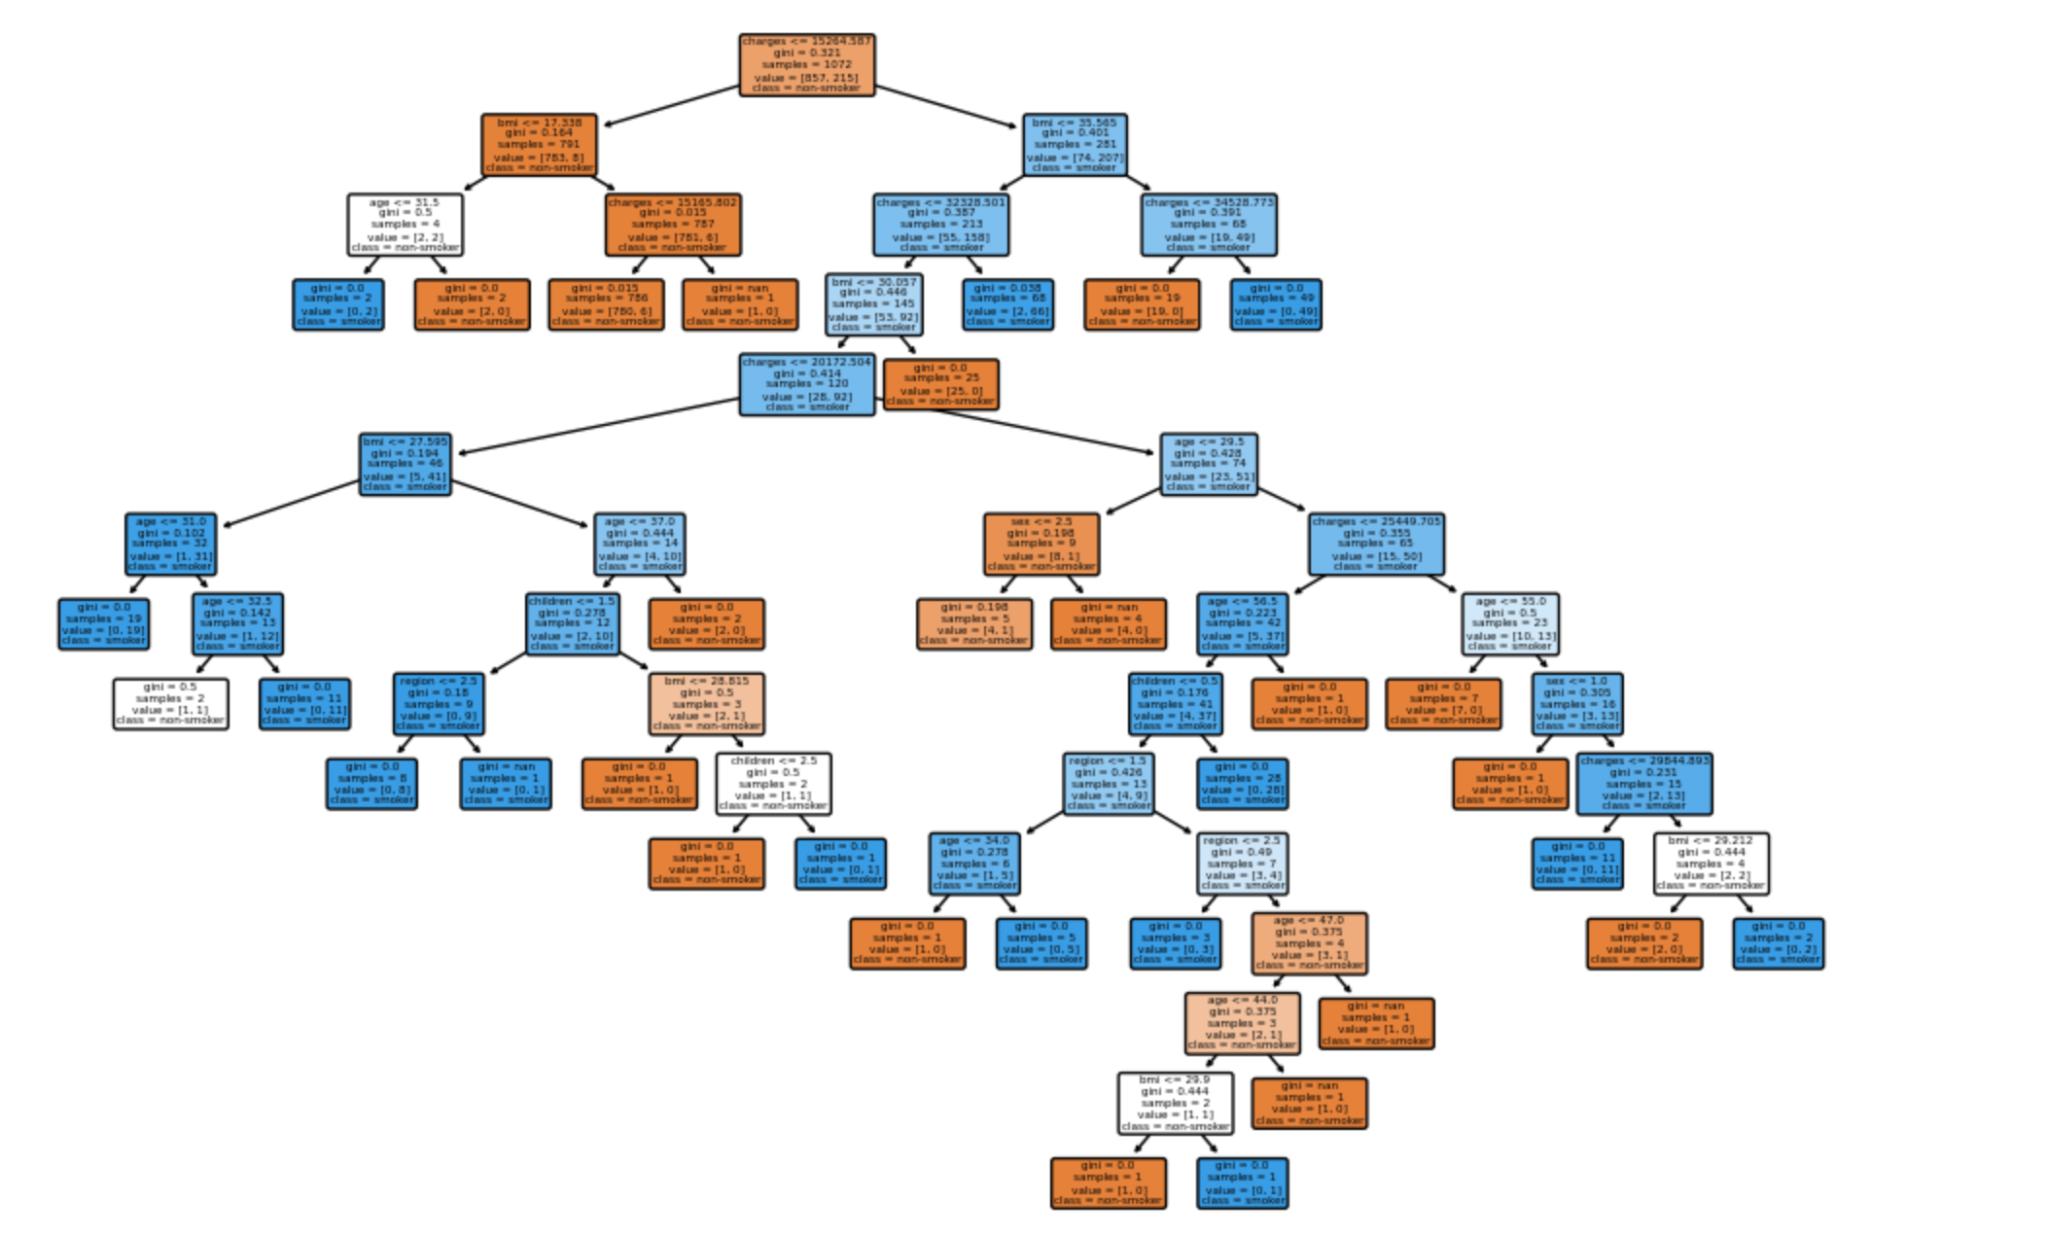 charges <= 15264.587
gini = 0.321
samples = 1072
value = [857, 215]
class = non-smoker
bmi <= 17.338
gini = 0.164
samples = 791
value = [783, 8]
class = non-smoker
bmi <= 35.565
gini = 0.401
samples = 281
value = [74, 207]
class = smoker
age <= 31.5
gini = 0.5
samples = 4
value = [2, 2]
class = non-smoker
charges <= 15165.802
gini = 0.015
samples = 787
value = [781, 6]
class = non-smoker
charges <= 32328.501
gini = 0.387
samples = 213
value = [55, 158]
class = smoker
charges <= 34528.773
gini = 0.391
samples = 68
value = [19, 49]
class = smoker
gini = 0.0
samples = 2
value = [0, 2]
class = smoker
gini = 0.0
samples = 2
value = [2, 0]
class = non-smoker
gini = 0.015
samples = 786
value = [780, 6]
class = non-smoker
gini = nan
samples = 1
value = [1, 0]
class = non-smoker
bmi <= 30.057
gini = 0.446
samples = 145
value = [53, 92]
class = smoker
gini = 0.038
samples = 68
value = [2, 66]
class = smoker
gini = 0.0
samples = 19
value = [19, 0]
class = non-smoker
gini = 0.0
samples = 49
value = [0, 49]
class = smoker
charges <= 20172.504
gini = 0.414
samples = 120
value = [28, 92]
class = smoker
gini = 0.0
samples = 25
value = [25, 0]
class = non-smoker
bmi <= 27.595
gini = 0.194
samples = 46
value = [5, 41]
class = smoker
age <= 29.5
gini = 0.428
samples = 74
value = [23, 51]
class = smoker
age <= 31.0
gini = 0.102
samples = 32
value = [1, 31]
class = smoker
age <= 37.0
gini = 0.444
samples = 14
value = [4, 10]
class = smoker
sex <= 2.5
gini = 0.198
samples = 9
value = [8, 1]
class = non-smoker
charges <= 25449.705
gini = 0.355
samples = 65
value = [15, 50]
class = smoker
gini = 0.0
samples = 19
value = [0, 19]
class = smoker
age <= 32.5
gini = 0.142
samples = 13
value = [1, 12]
class = smoker
children <= 1.5
gini = 0.278
samples = 12
value = [2, 10]
class = smoker
gini = 0.0
samples = 2
value = [2, 0]
class = non-smoker
gini = 0.198
samples = 5
value = [4, 1]
class = non-smoker
gini = nan
samples = 4
value = [4, 0]
class = non-smoker
age <= 56.5
gini = 0.223
samples = 42
value = [5, 37]
class = smoker
age <= 55.0
gini = 0.5
samples = 23
value = [10, 13]
class = smoker
gini = 0.5
samples = 2
value = [1, 1]
class = non-smoker
gini = 0.0
samples = 11
value = [0, 11]
class = smoker
region <= 2.5
gini = 0.18
samples = 9
value = [0, 9]
class = smoker
bmi <= 28.815
gini = 0.5
samples = 3
value = [2, 1]
class = non-smoker
children <= 0.5
gini = 0.176
samples = 41
value = [4, 37]
class = smoker
gini = 0.0
samples = 1
value = [1, 0]
class = non-smoker
gini = 0.0
samples = 7
value = [7, 0]
class = non-smoker
sex <= 1.0
gini = 0.305
samples = 16
value = [3, 13]
class = smoker
gini = 0.0
samples = 8
value = [0, 8]
class = smoker
gini = nan
samples = 1
value = [0, 1]
class = smoker
gini = 0.0
samples = 1
value = [1, 0]
class = non-smoker
children <= 2.5
gini = 0.5
samples = 2
value = [1, 1]
class = non-smoker
region <= 1.5
gini = 0.426
samples = 13
value = [4, 9]
class = smoker
gini = 0.0
samples = 28
value = [0, 28]
class = smoker
gini = 0.0
samples = 1
value = [1, 0]
class = non-smoker
charges <= 29844.893
gini = 0.231
samples = 15
value = [2, 13]
class = smoker
gini = 0.0
samples = 1
value = [1, 0]
class = non-smoker
gini = 0.0
samples = 1
value = [0, 1]
class = smoker
age <= 34.0
gini = 0.278
samples = 6
value = [1, 5]
class = smoker
region <= 2.5
gini = 0.49
samples = 7
value = [3, 4]
class = smoker
gini = 0.0
samples = 11
value = [0, 11]
class = smoker
bmi <= 29.212
gini = 0.444
samples = 4
value = [2, 2]
class = non-smoker
gini = 0.0
samples = 1
value = [1, 0]
class = non-smoker
gini = 0.0
samples = 5
value = [0, 5]
class = smoker
gini = 0.0
samples = 3
value = [0, 3]
class = smoker
age <= 47.0
gini = 0.375
samples = 4
value = [3, 1]
class = non-smoker
gini = 0.0
samples = 2
value = [2, 0]
class = non-smoker
gini = 0.0
samples = 2
value = [0, 2]
class = smoker
age <= 44.0
gini = 0.375
samples = 3
value = [2, 1]
class = non-smoker
gini = nan
samples = 1
value = [1, 0]
class = non-smoker
bmi <= 29.9
gini = 0.444
samples = 2
value = [1, 1]
class = non-smoker
gini = nan
samples = 1
value = [1, 0]
class = non-smoker
gini = 0.0
samples = 1
value = [1, 0]
class = non-smoker
gini = 0.0
samples = 1
value = [0, 1]
class = smoker